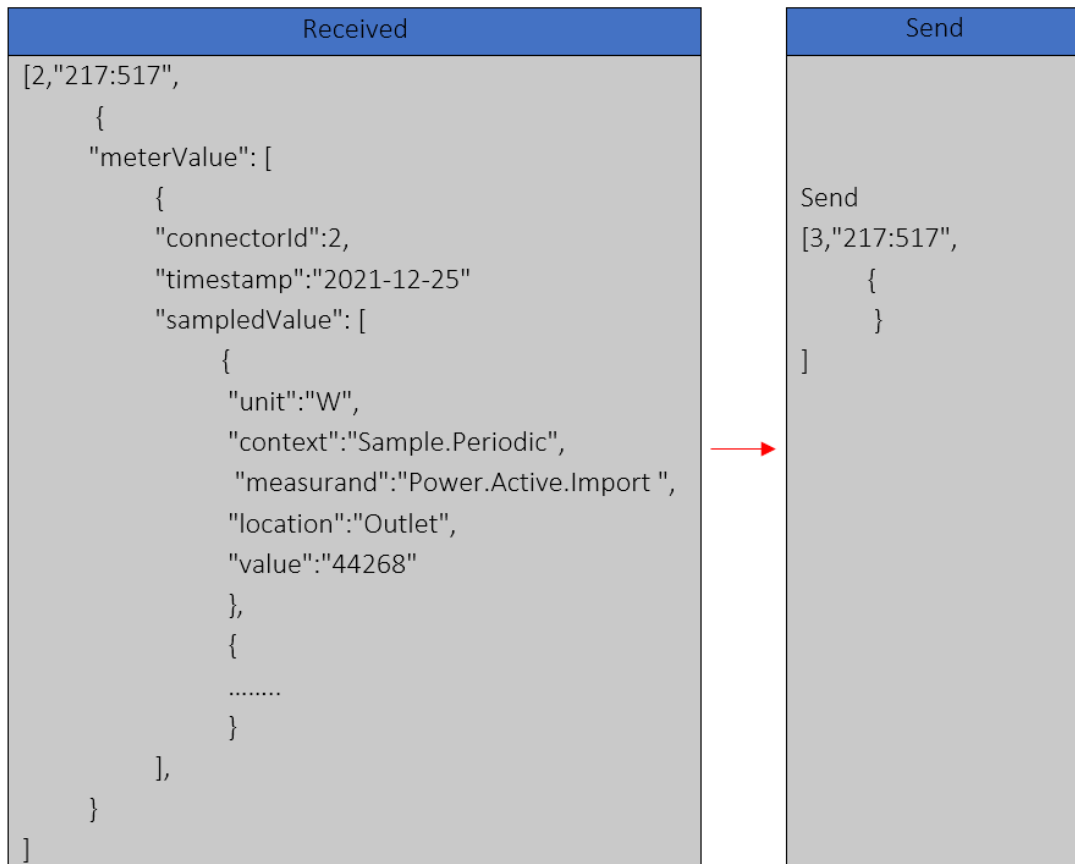 Received
[2,"217:517",
{
"meterValue": [
{
"connectorId":2,
"timestamp":"2021-12-25"
"sampledValue": [
{
"unit":"W",
"context":"Sample.Periodic",
"measurand":"Power.Active.Import ",
"location":"Outlet",
"value":"44268"
},
{
........
}
],
}
]
Send
Send
[3,"217:517",
{
}
]